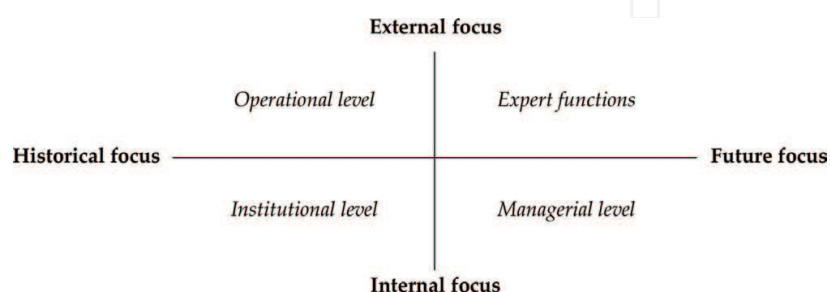 External focus
Operational level
Expert functions
Historical focus
Future focus
Institutional level
Managerial level
Internal focus